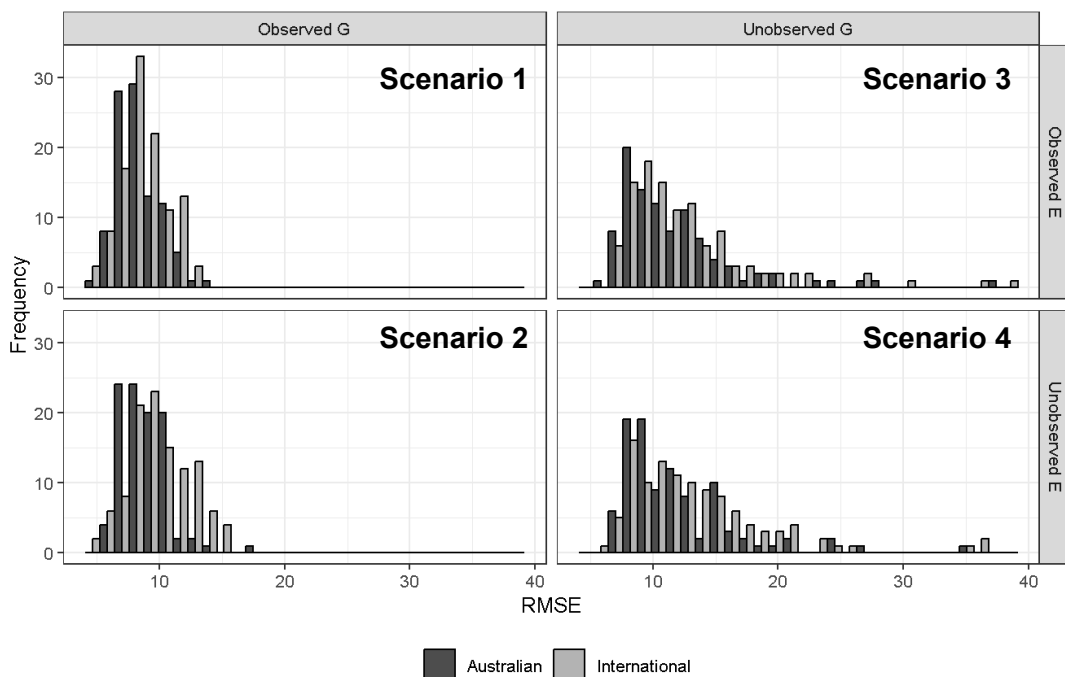 Observed G
Unobserved G
Scenario 1
Scenario 3
Observed E
30
20
10
0
Scenario 2
Scenario 4
Unobserved E
30
20
10
0
Frequency
10
20
30
40
10
20
30
40
RMSE
Australian
International